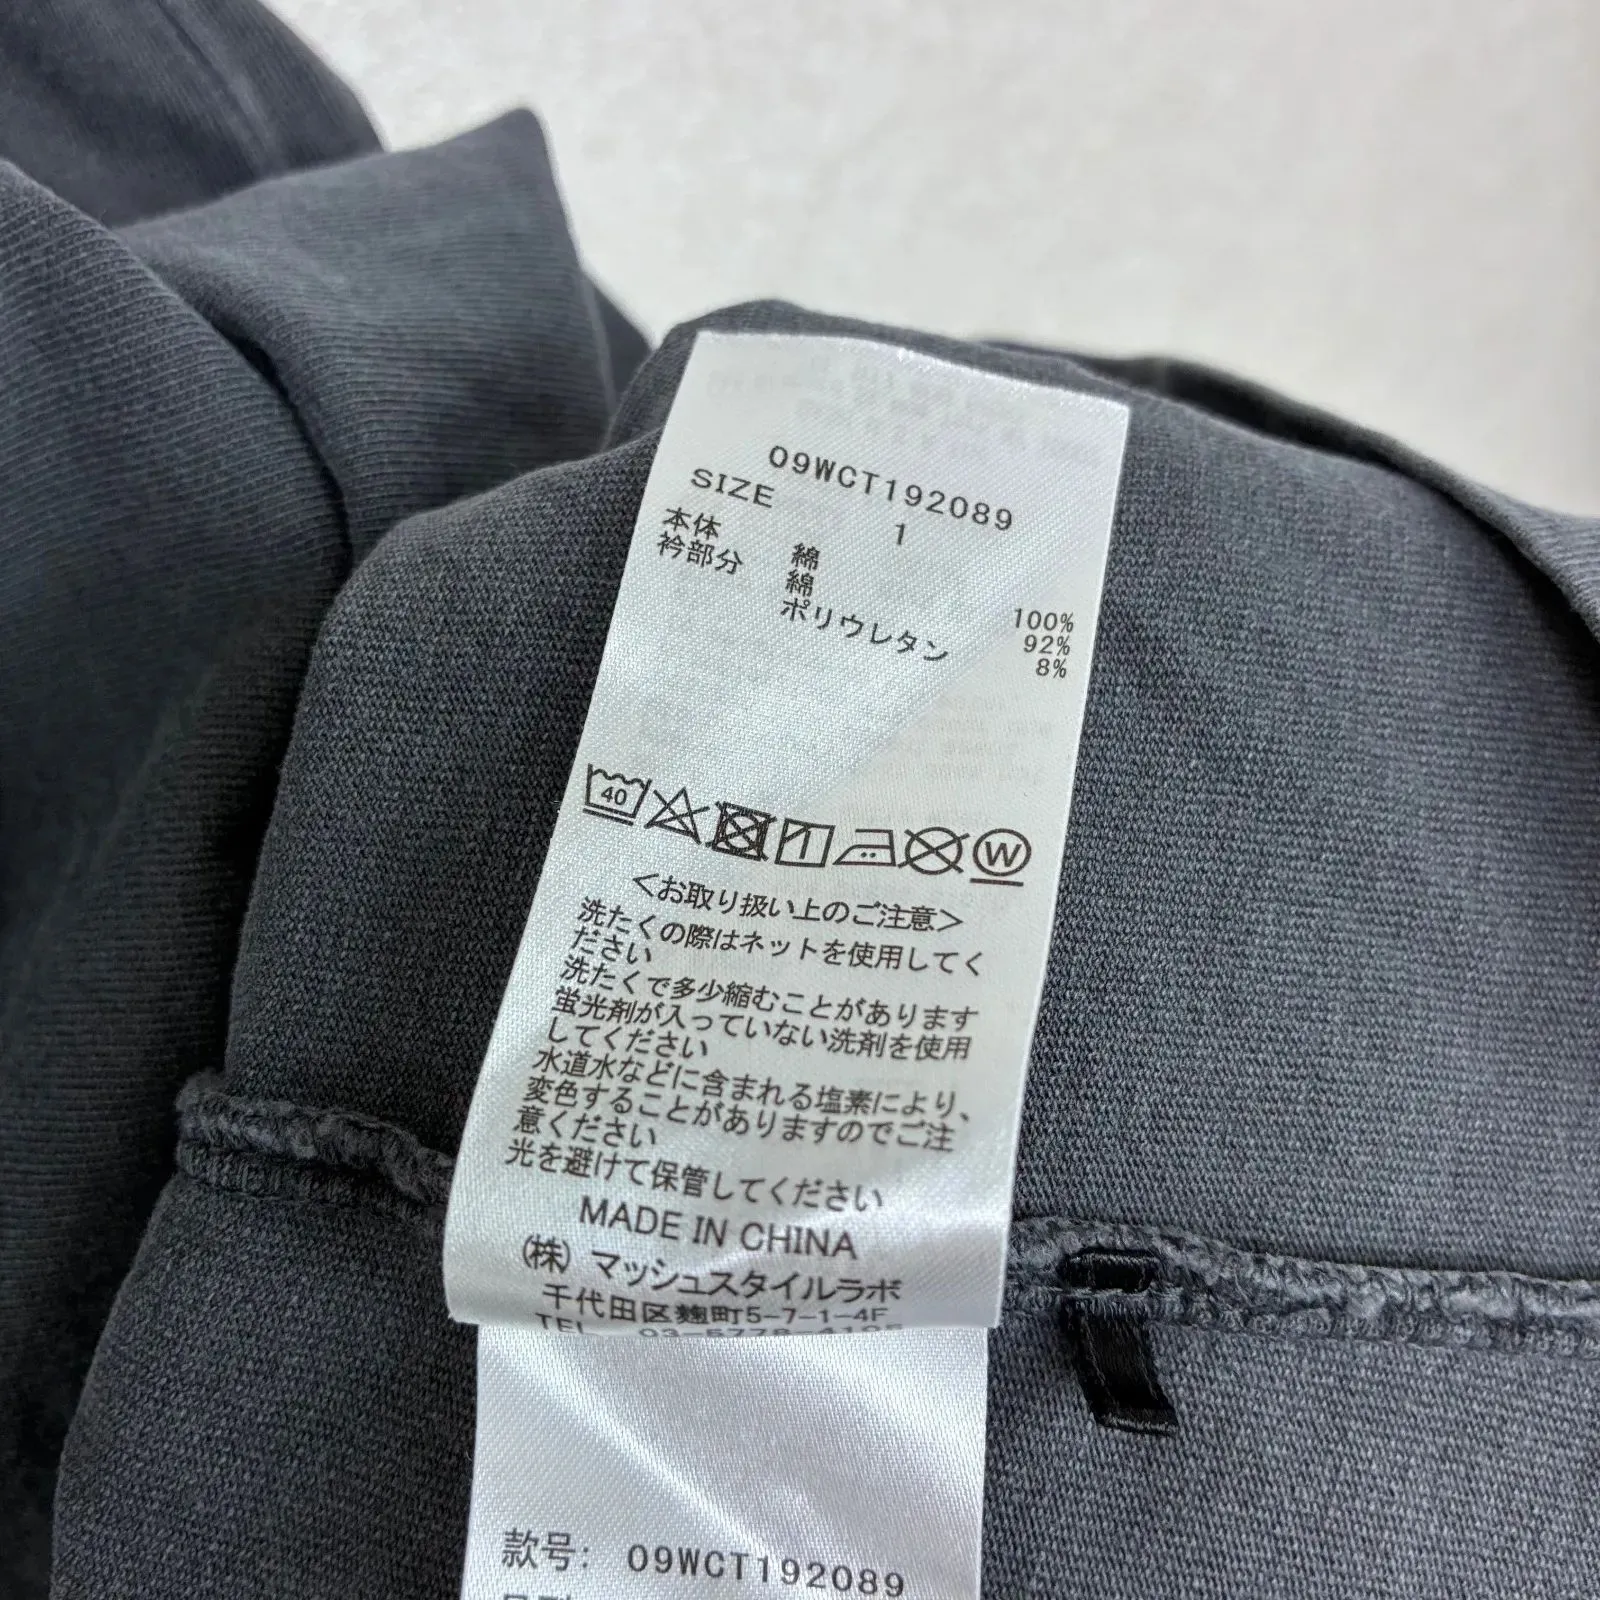 09WCT192089
SIZE 1
本体 綿 100%
衿部分 綿 92%
ポリウレタン 8%
40
W
<お取り扱い上のご注意>
洗たくの際はネットを使用してく
ださい
洗たくで多少縮むことがあります
蛍光剤が入っていない洗剤を使用
してください
水道水などに含まれる塩素により、
変色することがありますのでご注
意ください
光を避けて保管してください
MADE IN CHINA
(株) マッシュスタイルラボ
千代田区麹町5-7-1-4F
TEL
款号: 09WCT192089